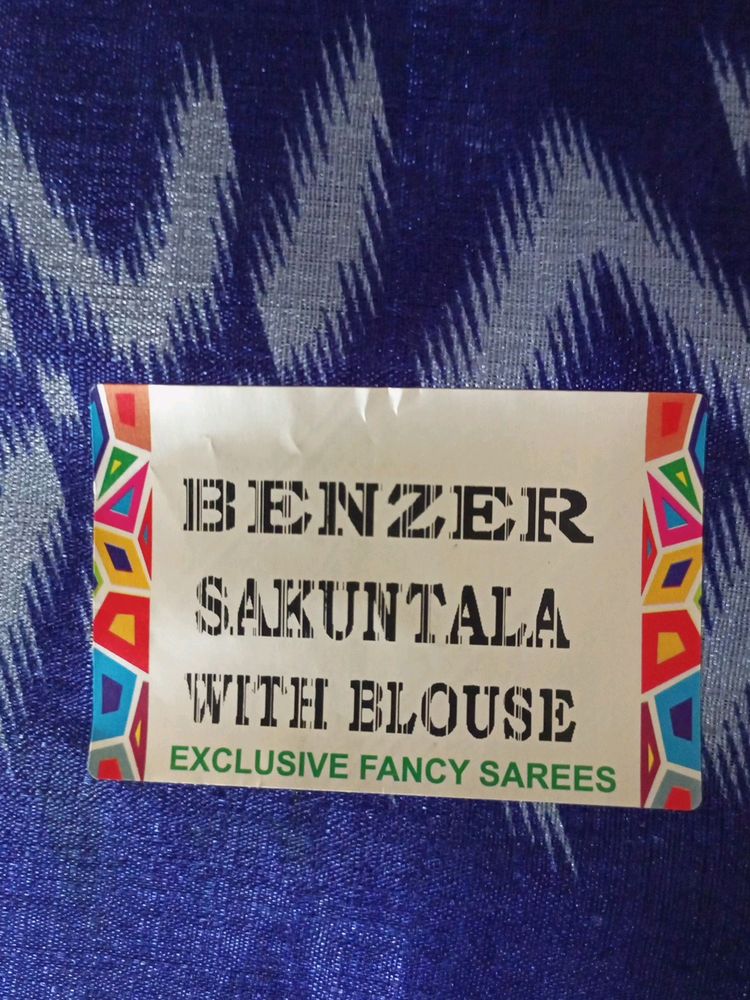 BENZER
SAKUNTALA
WITH BLOUSE
EXCLUSIVE FANCY SAREES